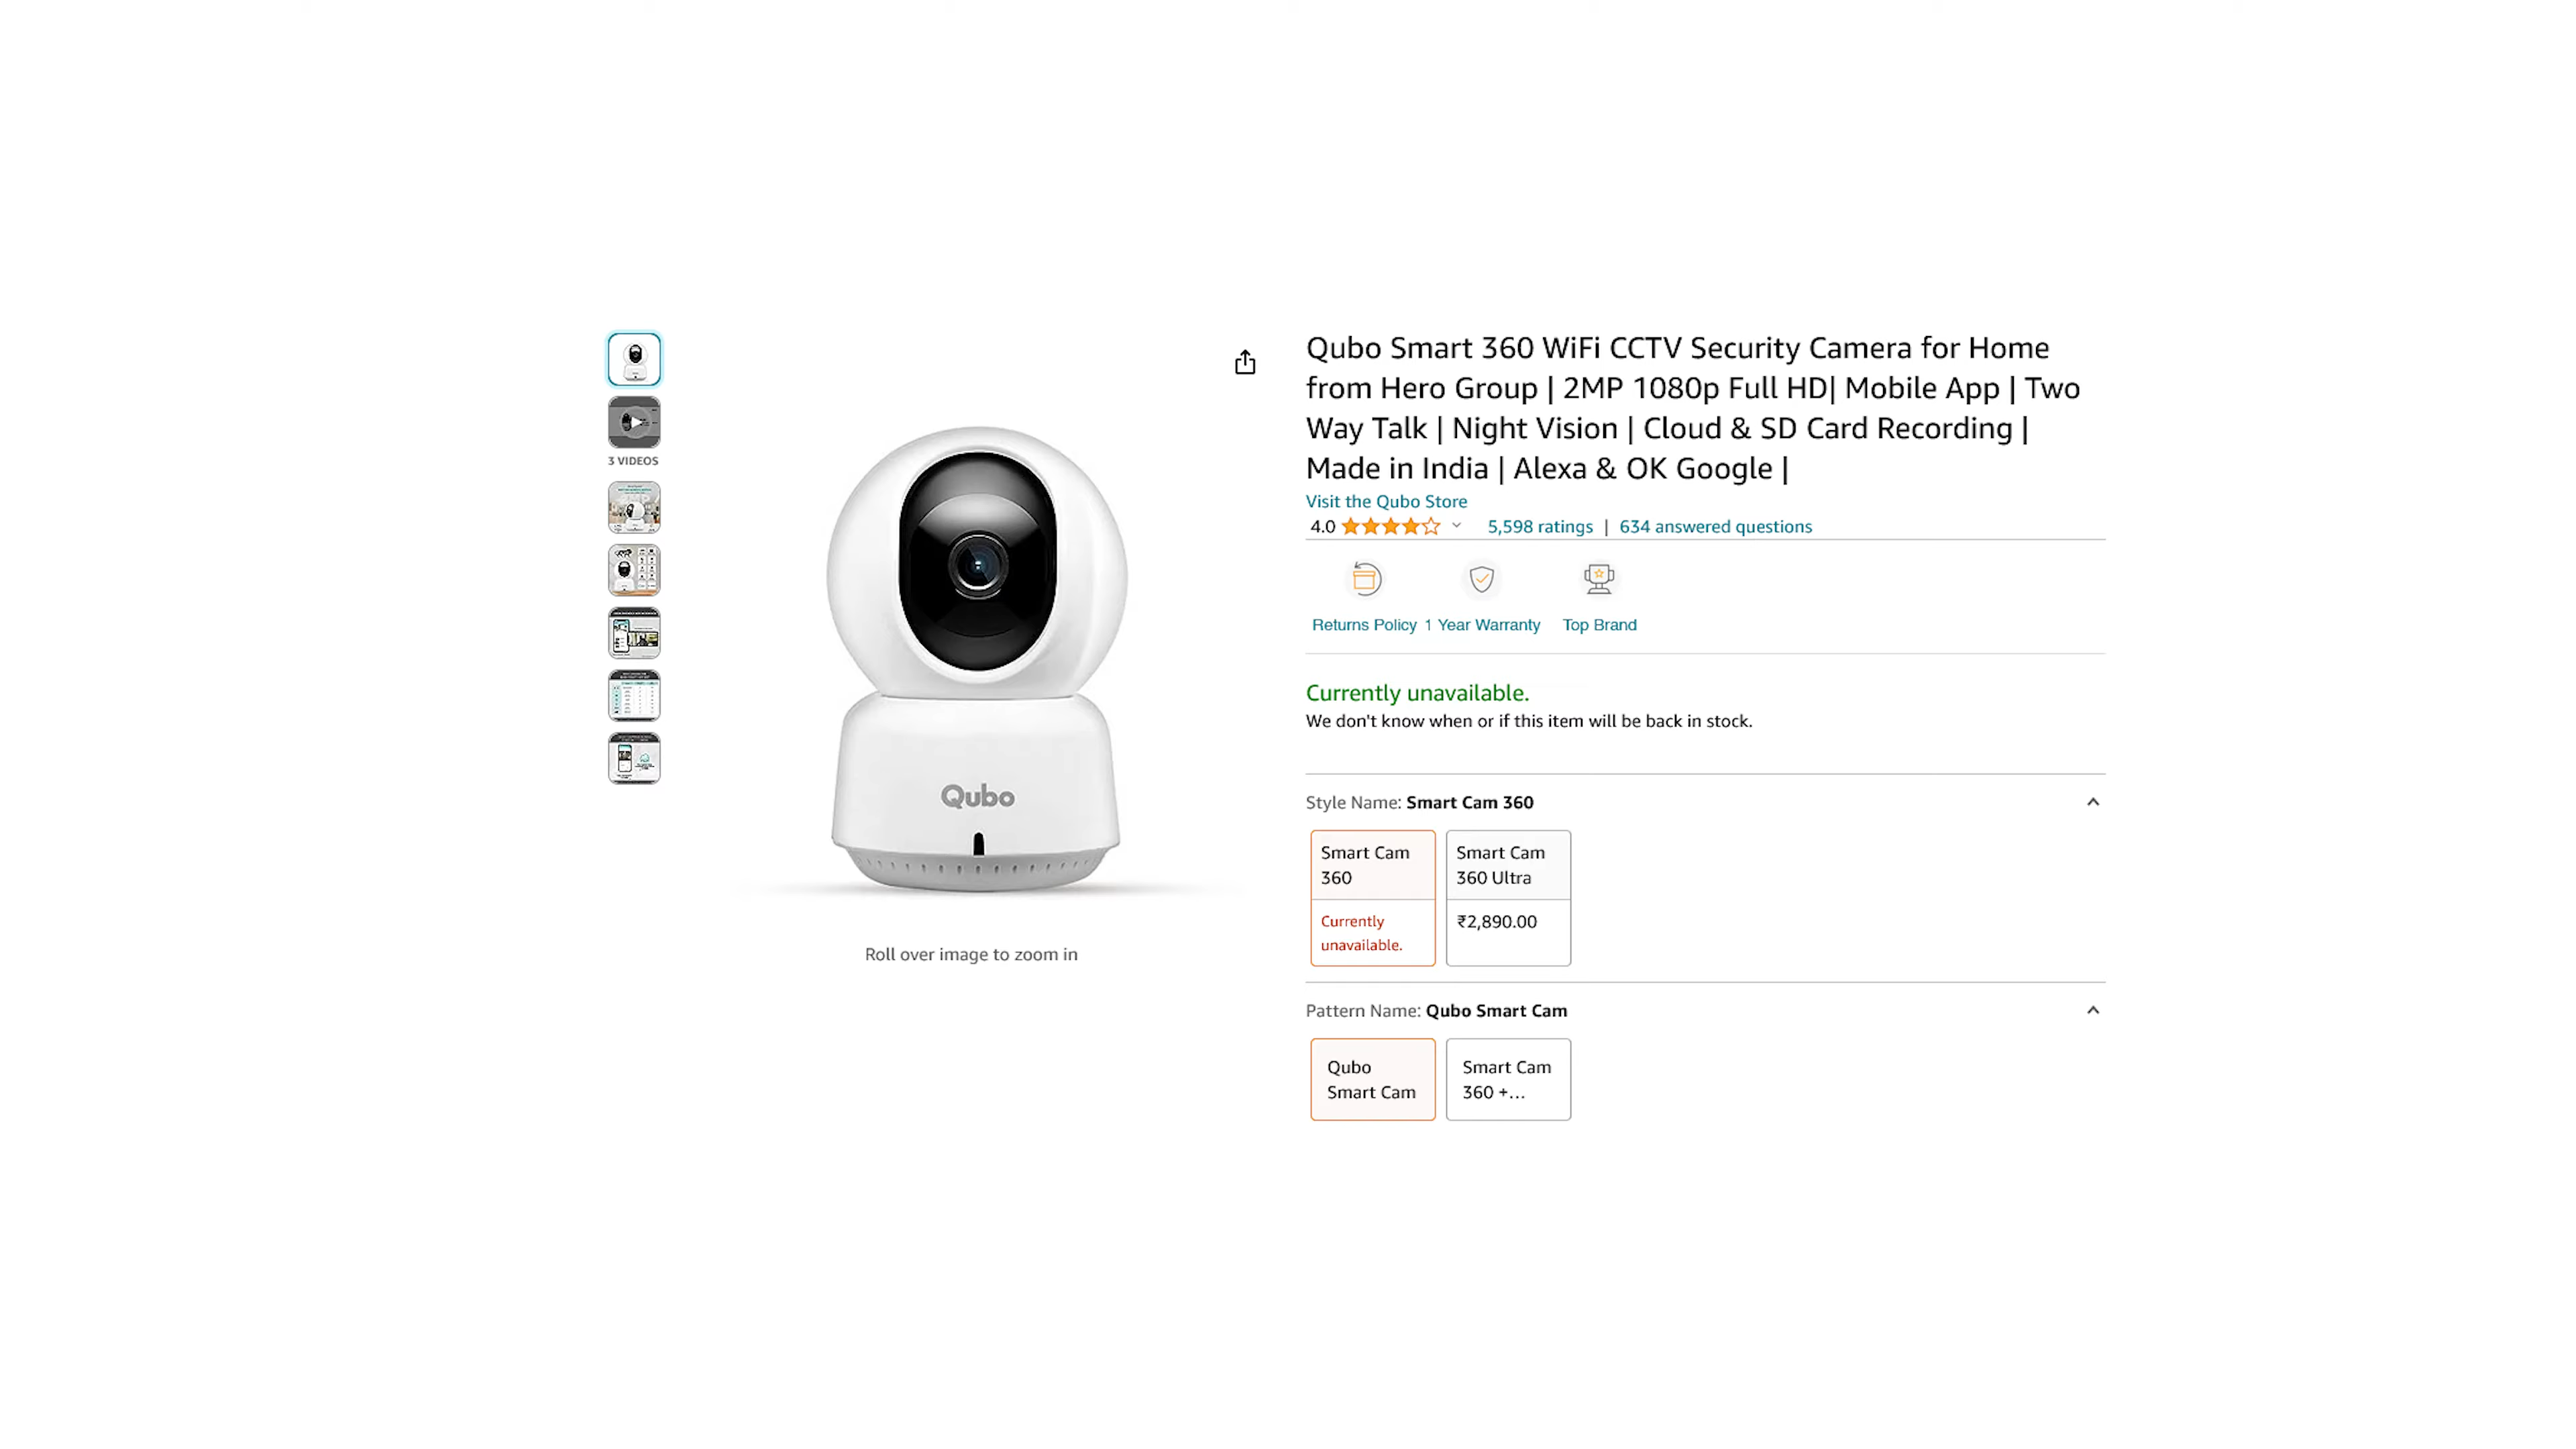 3 VIDEOS
Qubo
Roll over image to zoom in
Qubo Smart 360 WiFi CCTV Security Camera for Home
from Hero Group | 2MP 1080p Full HD| Mobile App | Two
Way Talk | Night Vision | Cloud & SD Card Recording |
Made in India | Alexa & OK Google |
Visit the Qubo Store
4.0 5,598 ratings | 634 answered questions
Returns Policy 1 Year Warranty Top Brand
Currently unavailable.
We don't know when or if this item will be back in stock.
Style Name: Smart Cam 360
Smart Cam
360
Currently
unavailable.
Smart Cam
360 Ultra
₹2,890.00
Pattern Name: Qubo Smart Cam
Qubo
Smart Cam
Smart Cam
360 +...